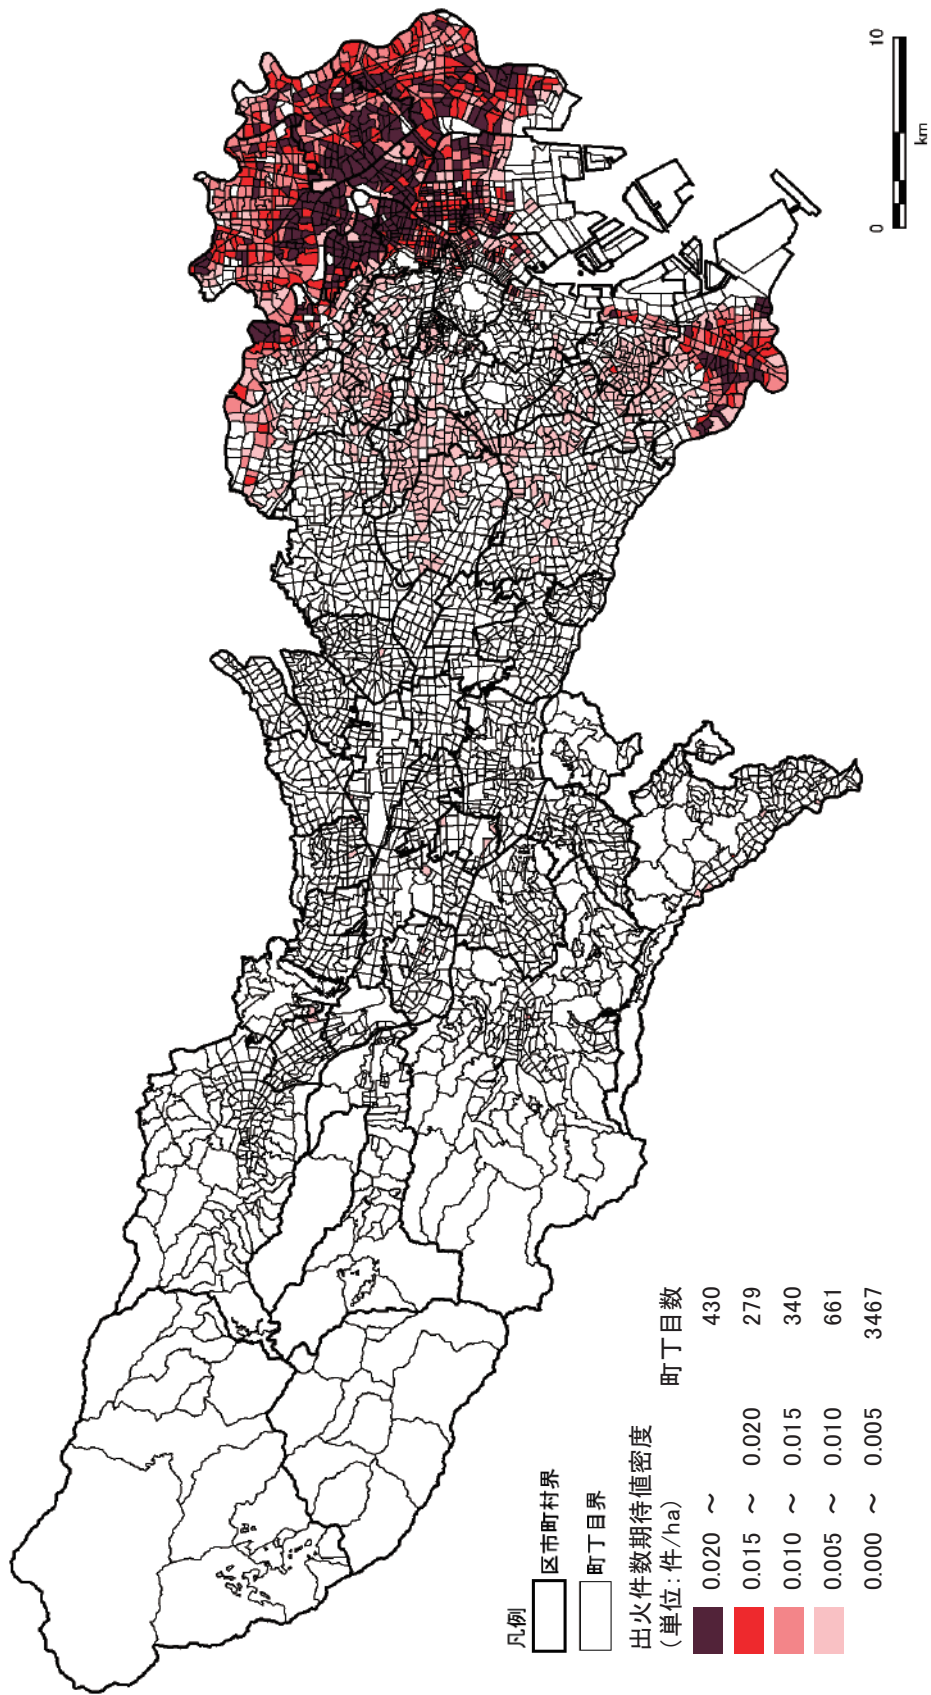 凡例
区市町村界
町丁目界
出火件数期待値密度
(単位:件/ha) 町丁目数
0.020 ～ 430
0.015 ～ 0.020 279
0.010 ～ 0.015 340
0.005 ～ 0.010 661
0.000 ～ 0.005 3467
0 10
km